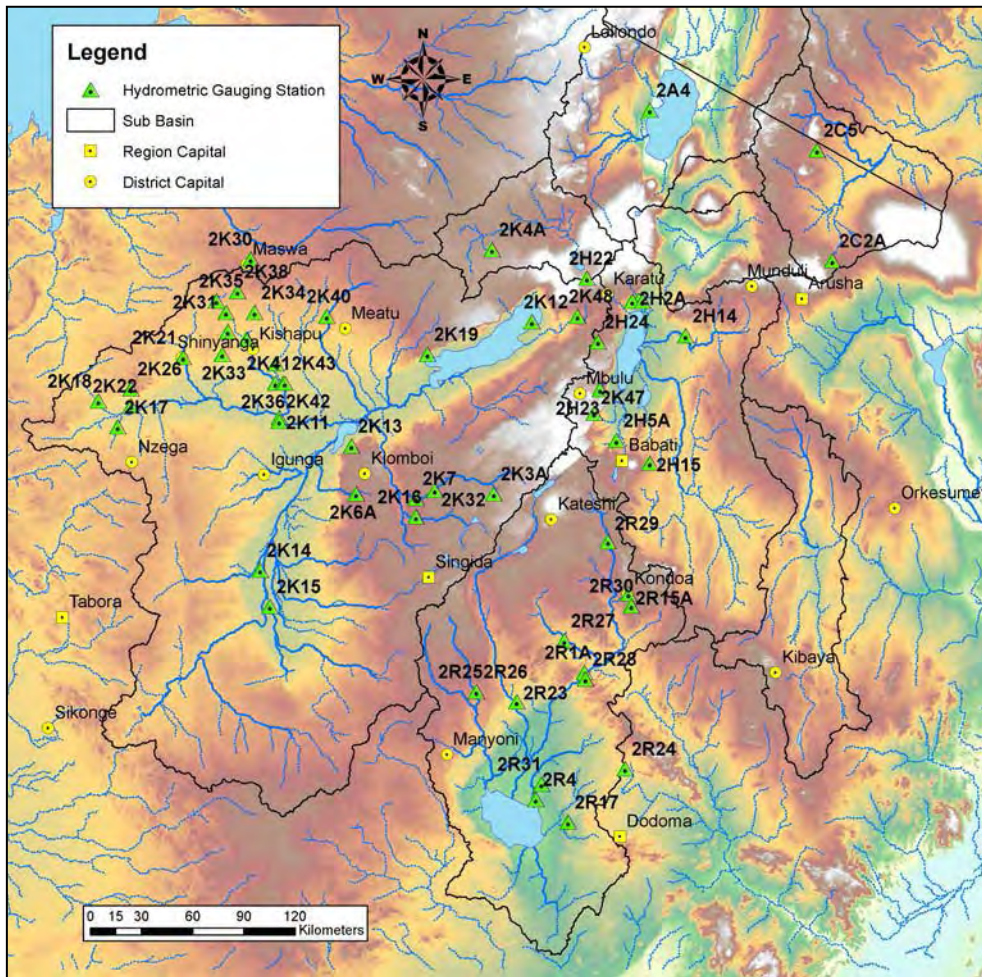 Legend
Hydrometric Gauging Station
Sub Basin
Region Capital
District Capital
N
W E
S
Loliondo
2A4
2C5
2K30
Maswa
2K4A
2C2A
2K38
2H22
2K35
Karatu
Munduli
2K31
2K34
2K40
2K12
2K48
2H2A
Arusha
Meatu
2H24
2H14
2K21
Kishapu
2K19
Shinyanga
2K26
2K33
2K41
2K43
2K18
2K22
Mbulu
2K47
2K17
2K36
2K42
2H23
2K11
2H5A
2K13
Nzega
Babati
Igunga
Kiomboi
2H15
2K7
2K3A
2K16
2K32
Orkesume
2K6A
Kateshi
2R29
2K14
Singida
2R30
Kondoa
2K15
2R15A
Tabora
2R27
2R1A
2R28
Kibaya
2R25
2R26
2R23
Sikonge
Manyoni
2R24
2R31
2R4
2R17
Dodoma
0 15 30 60 90 120
Kilometers